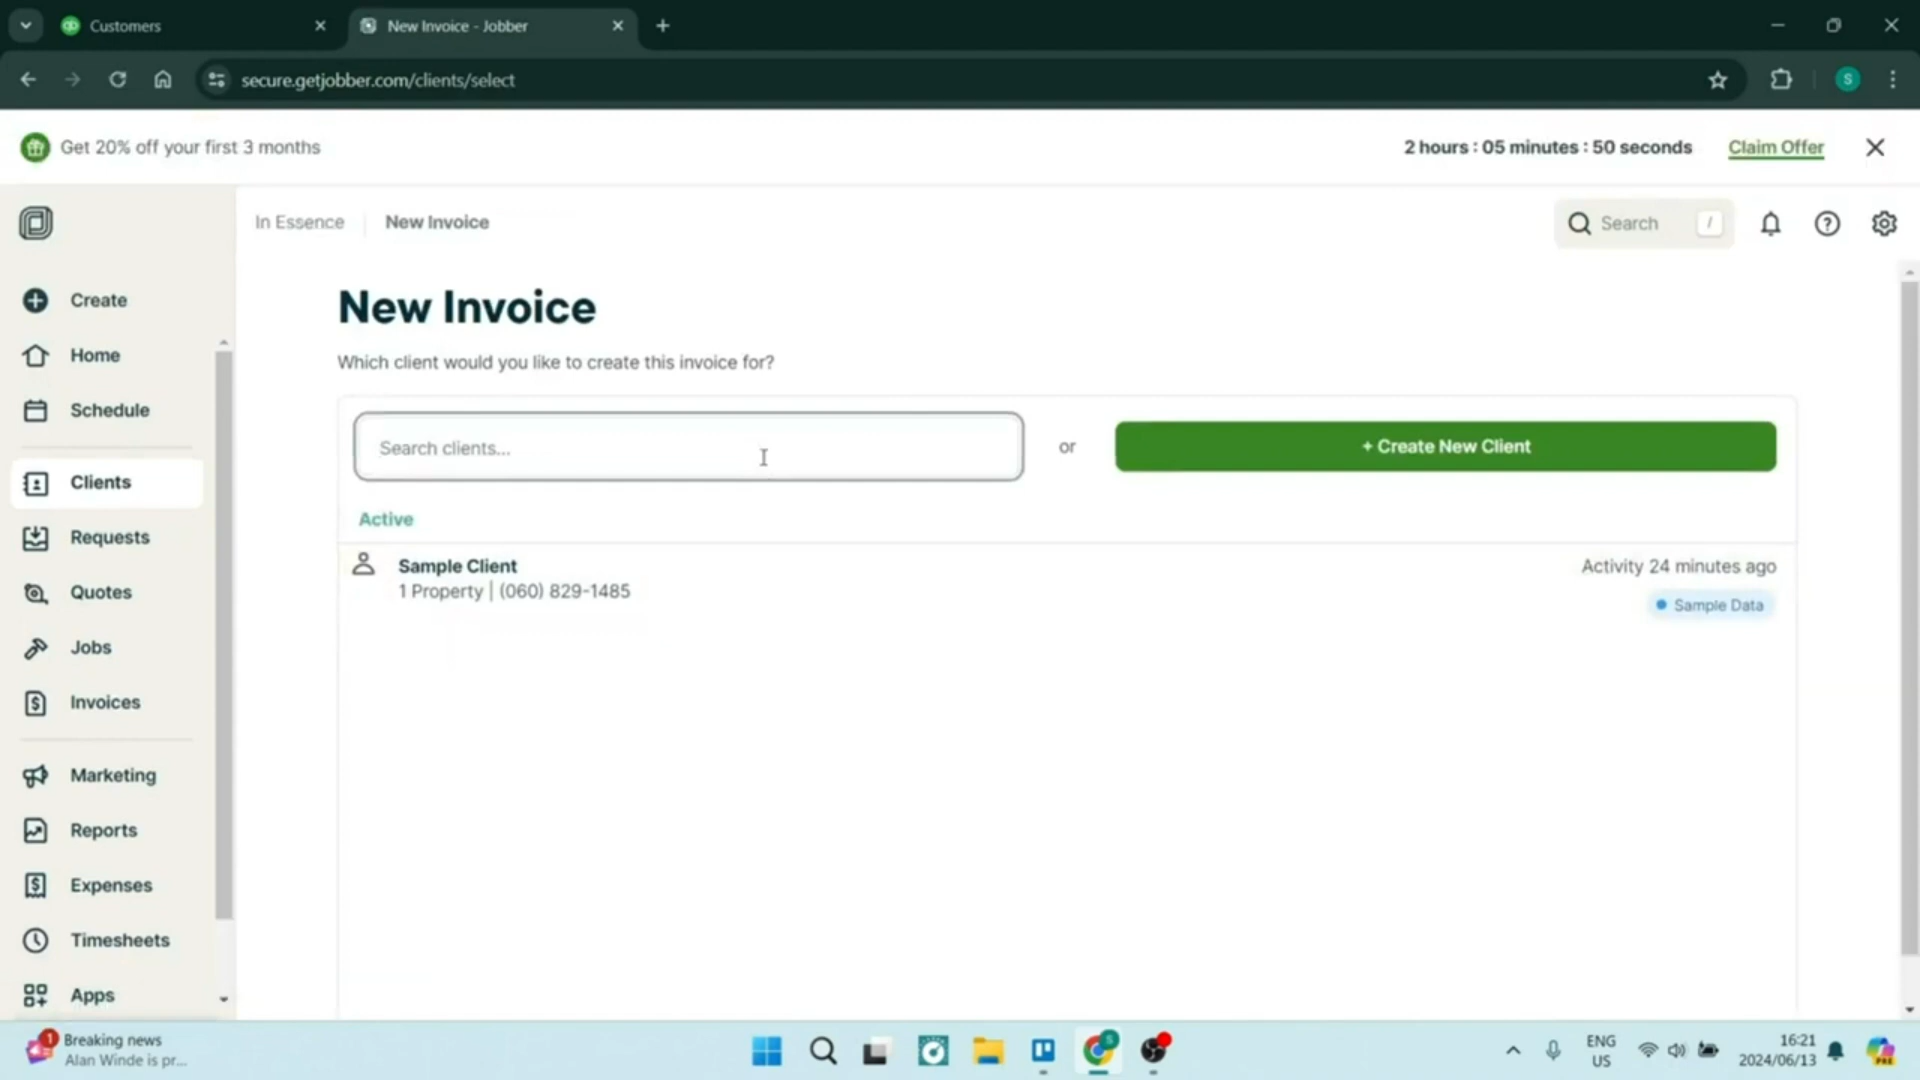 Customers
New Invoice - Jobber
secure.getjobber.com/clients/select
S
Get 20% off your first 3 months
2 hours : 05 minutes : 50 seconds
Claim Offer
In Essence
New Invoice
Search /
Create
Home
Schedule
Clients
Requests
Quotes
Jobs
Invoices
Marketing
Reports
Expenses
Timesheets
Apps
New Invoice
Which client would you like to create this invoice for?
Search clients...
or
+ Create New Client
Active
Sample Client
1 Property | (060) 829-1485
Activity 24 minutes ago
Sample Data
1
Breaking news
Alan Winde is pr...
S
ENG
US
16:21
2024/06/13
PRE